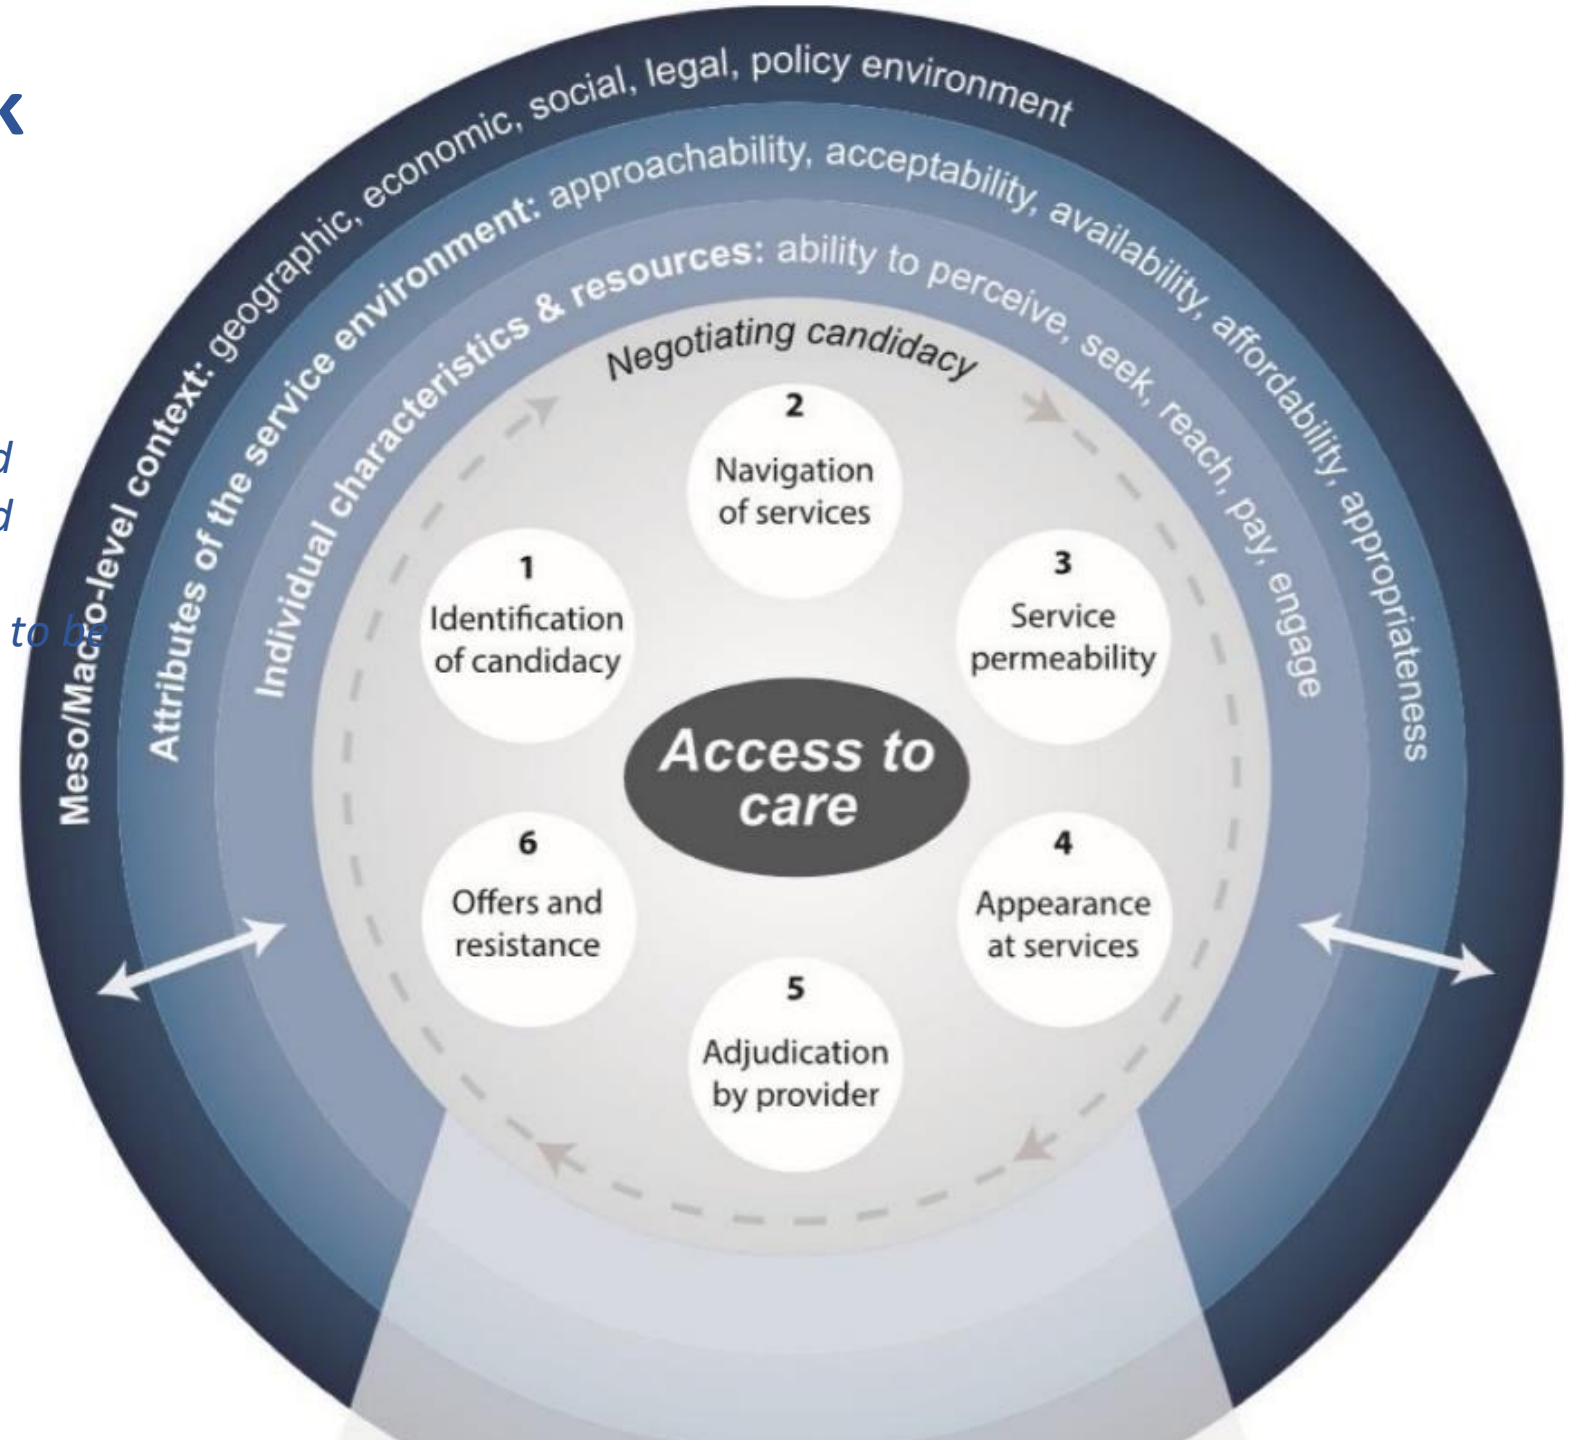 k
d
d
to be
Meso/Macro-level context: geographic, economic, social, legal, policy environment
Attributes of the service environment: approachability, acceptability, availability, affordability, appropriateness
Individual characteristics & resources: ability to perceive, seek, reach, pay, engage
Negotiating candidacy
1
Identification
of candidacy
2
Navigation
of services
3
Service
permeability
Access to
care
4
Appearance
at services
5
Adjudication
by provider
6
Offers and
resistance